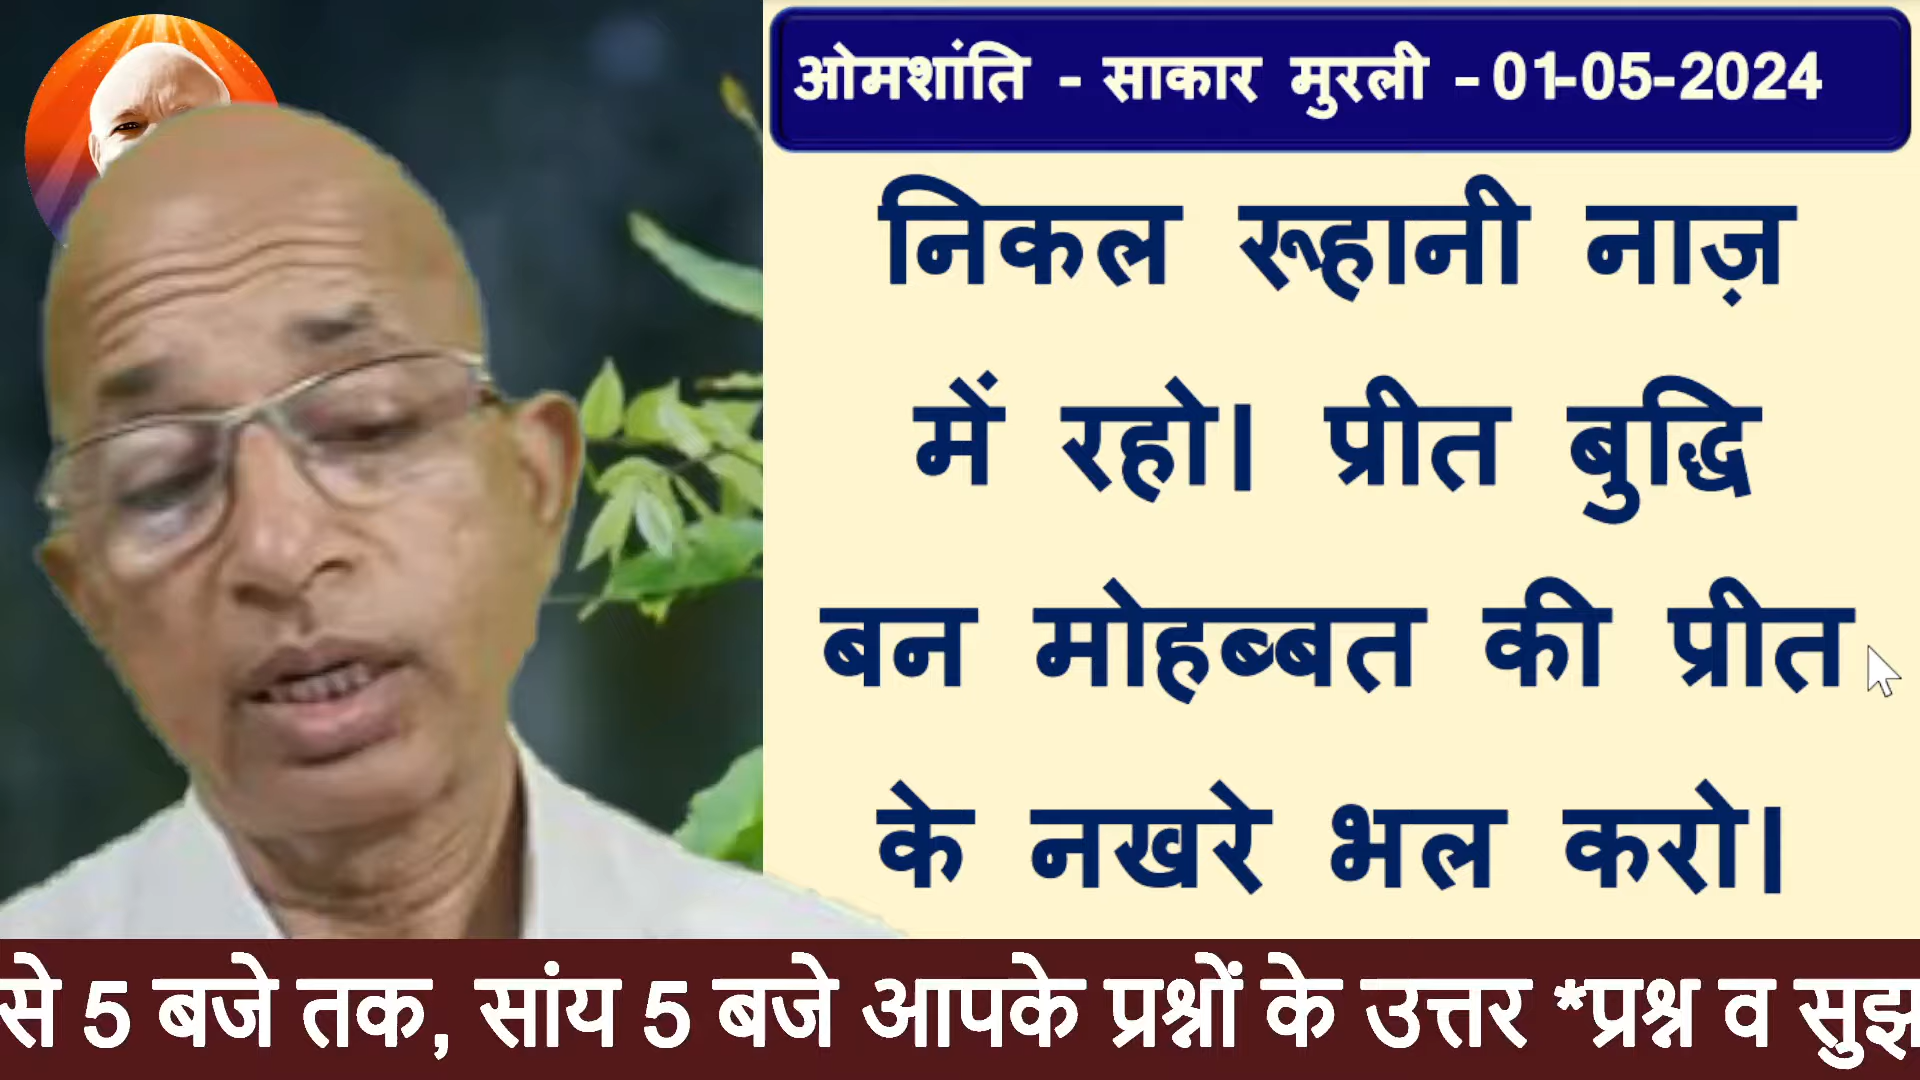 ओमशांति - साकार मुरली - 01-05-2024
निकल रूहानी नाज़
में रहो। प्रीत बुद्धि
बन मोहब्बत की प्रीत
के नखरे भल करो।
से 5 बजे तक, सांय 5 बजे आपके प्रश्नों के उत्तर *प्रश्न व